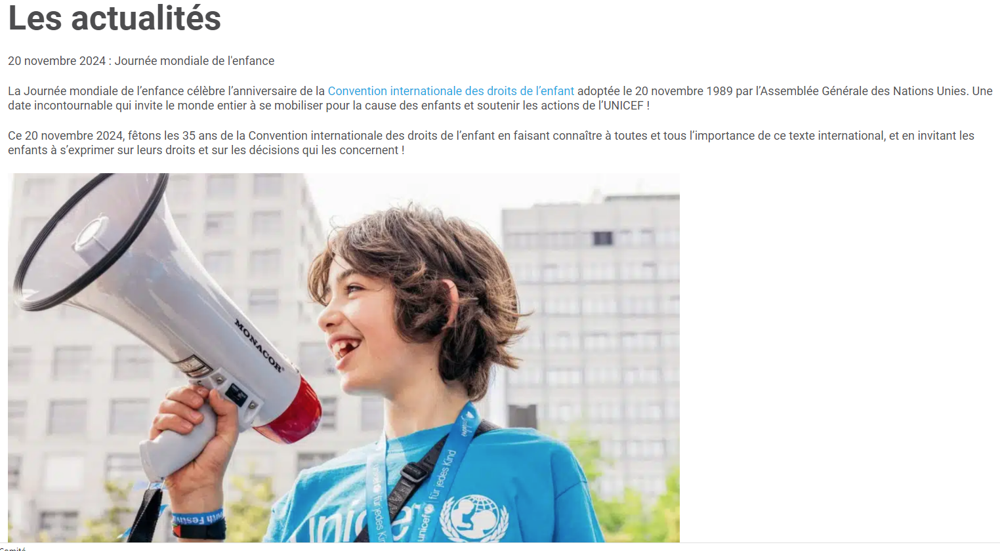 Les actualités
20 novembre 2024 : Journée mondiale de l'enfance
La Journée mondiale de l’enfance célèbre l’anniversaire de la Convention internationale des droits de l’enfant adoptée le 20 novembre 1989 par l’Assemblée Générale des Nations Unies. Une
date incontournable qui invite le monde entier à se mobiliser pour la cause des enfants et soutenir les actions de l’UNICEF !
Ce 20 novembre 2024, fêtons les 35 ans de la Convention internationale des droits de l’enfant en faisant connaître à toutes et tous l’importance de ce texte international, et en invitant les
enfants à s’exprimer sur leurs droits et sur les décisions qui les concernent !
MONACOR
unicef | für jedes Kind
für jedes Kind
unice